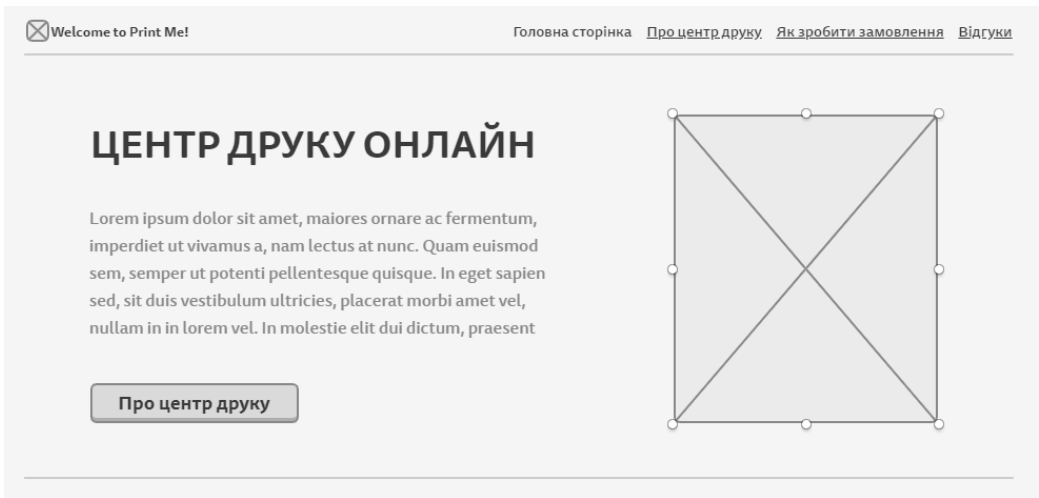 Welcome to Print Me!
Головна сторінка Про центр друку Як зробити замовлення Відгуки
ЦЕНТР ДРУКУ ОНЛАЙН
Lorem ipsum dolor sit amet, maiores ornare ac fermentum,
imperdiet ut vivamus a, nam lectus at nunc. Quam euismod
sem, semper ut potenti pellentesque quisque. In eget sapien
sed, sit duis vestibulum ultricies, placerat morbi amet vel,
nullam in in lorem vel. In molestie elit dui dictum, praesent
Про центр друку